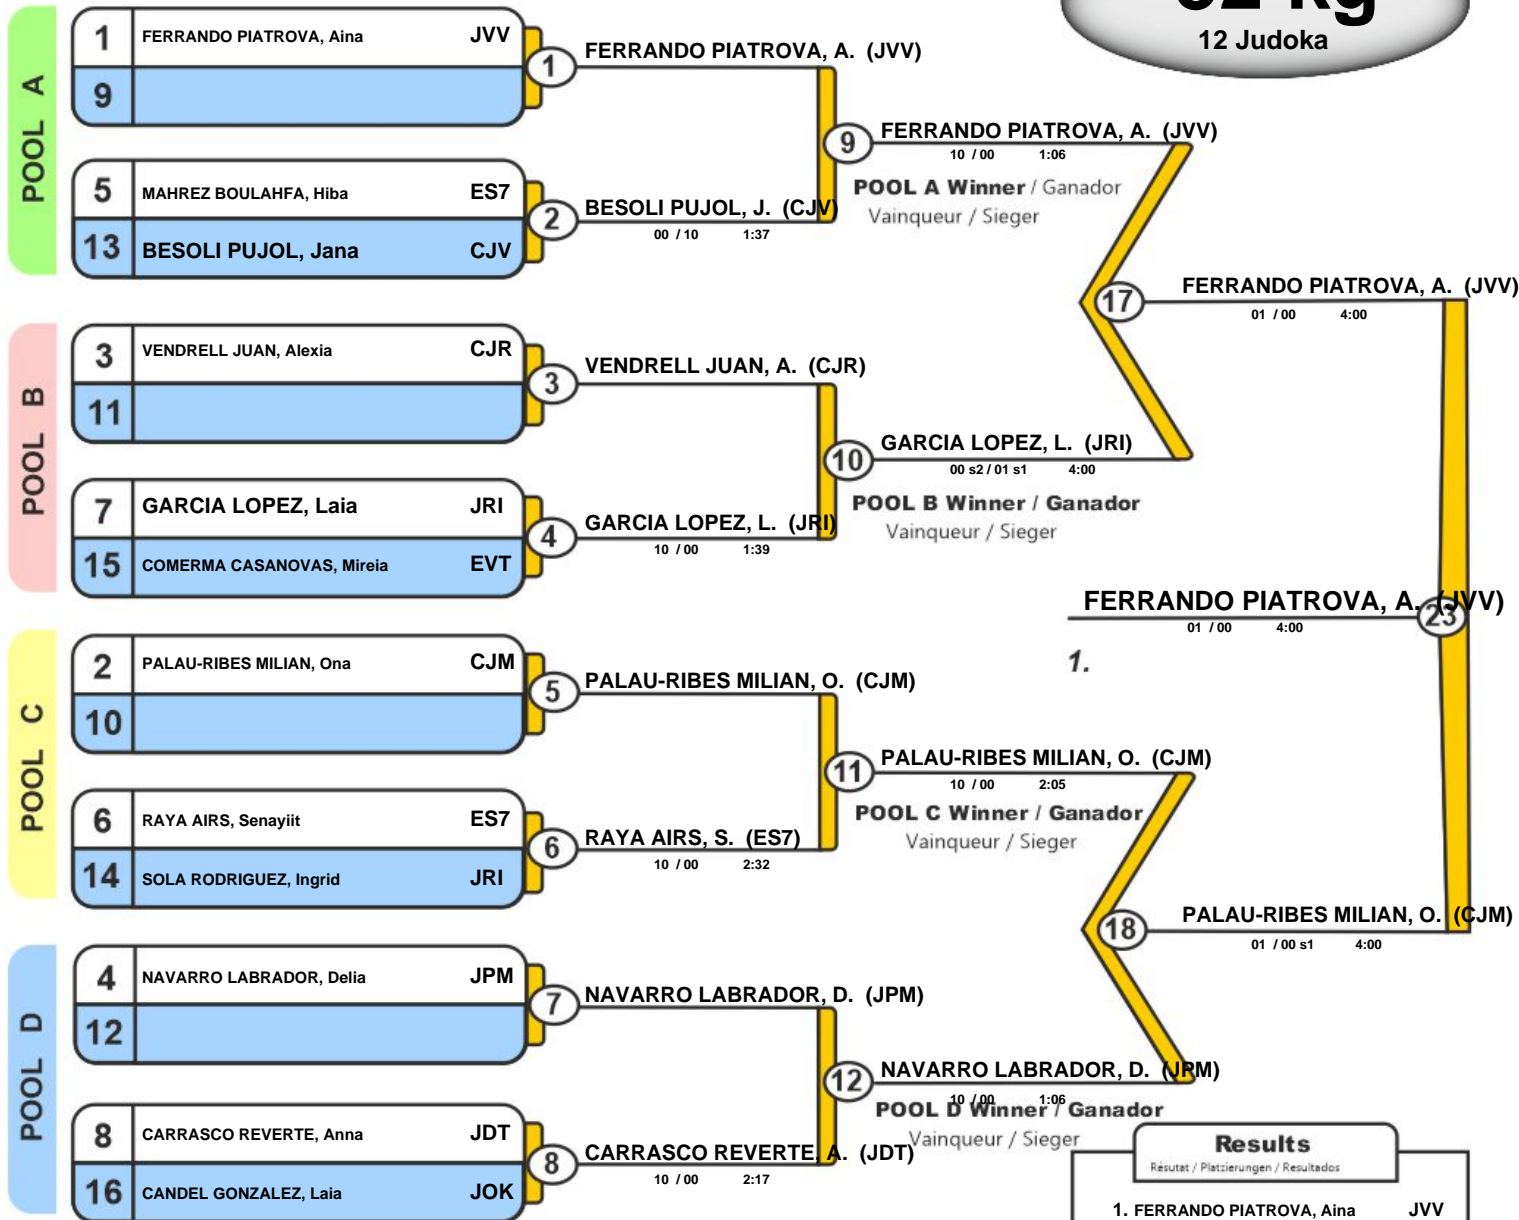 52 kg
12 Judoka
POOL A
1 FERRANDO PIATROVA, Aina JVV
9
1
FERRANDO PIATROVA, A. (JVV)
5 MAHREZ BOULAHFA, Hiba ES7
13 BESOLI PUJOL, Jana CJV
2
BESOLI PUJOL, J. (CJV)
00 / 10 1:37
9
FERRANDO PIATROVA, A. (JVV)
10 / 00 1:06
POOL A Winner / Ganador
Vainqueur / Sieger
17
FERRANDO PIATROVA, A. (JVV)
01 / 00 4:00
POOL B
3 VENDRELL JUAN, Alexia CJR
11
3
VENDRELL JUAN, A. (CJR)
7 GARCIA LOPEZ, Laia JRI
15 COMERMA CASANOVAS, Mireia EVT
4
GARCIA LOPEZ, L. (JRI)
10 / 00 1:39
10
GARCIA LOPEZ, L. (JRI)
00 s2 / 01 s1 4:00
POOL B Winner / Ganador
Vainqueur / Sieger
FERRANDO PIATROVA, A. (JVV)
23
01 / 00 4:00
1.
POOL C
2 PALAU-RIBES MILIAN, Ona CJM
10
5
PALAU-RIBES MILIAN, O. (CJM)
6 RAYA AIRS, Senayiit ES7
14 SOLA RODRIGUEZ, Ingrid JRI
6
RAYA AIRS, S. (ES7)
10 / 00 2:32
11
PALAU-RIBES MILIAN, O. (CJM)
10 / 00 2:05
POOL C Winner / Ganador
Vainqueur / Sieger
18
PALAU-RIBES MILIAN, O. (CJM)
01 / 00 s1 4:00
POOL D
4 NAVARRO LABRADOR, Delia JPM
12
7
NAVARRO LABRADOR, D. (JPM)
8 CARRASCO REVERTE, Anna JDT
16 CANDEL GONZALEZ, Laia JOK
8
CARRASCO REVERTE, A. (JDT)
10 / 00 2:17
12
NAVARRO LABRADOR, D. (JPM)
10 / 00 1:06
POOL D Winner / Ganador
Vainqueur / Sieger
Results
Résutat / Platzierungen / Resultados
1. FERRANDO PIATROVA, Aina JVV